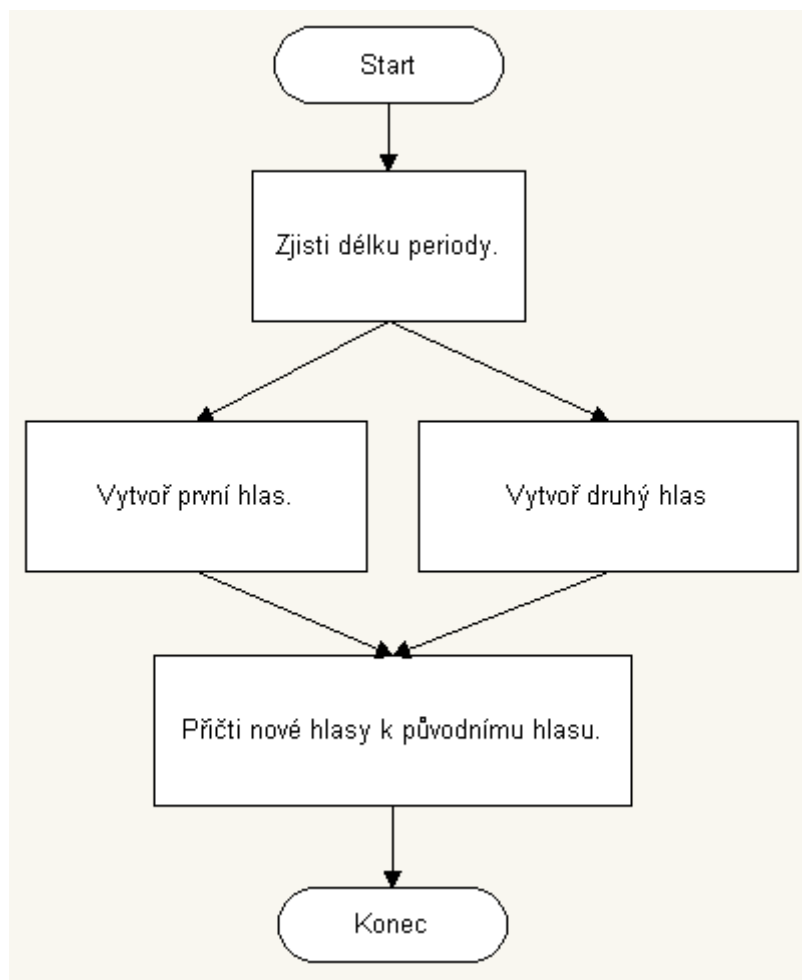 Start
Zjisti délku periody.
Vytvoř první hlas.
Vytvoř druhý hlas
Přičti nové hlasy k původnímu hlasu.
Konec